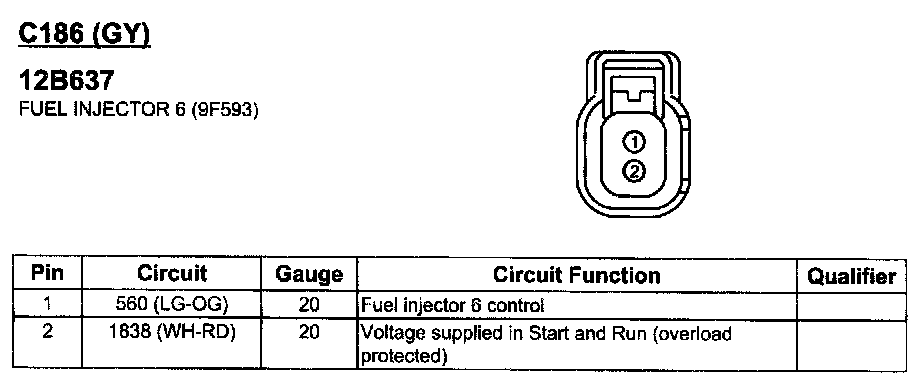 C186 (GY)
12B637
FUEL INJECTOR 6 (9F593)
1
2
Pin Circuit Gauge Circuit Function Qualifier
1 560 (LG-OG) 20 Fuel injector 6 control
2 1838 (WH-RD) 20 Voltage supplied in Start and Run (overload
protected)